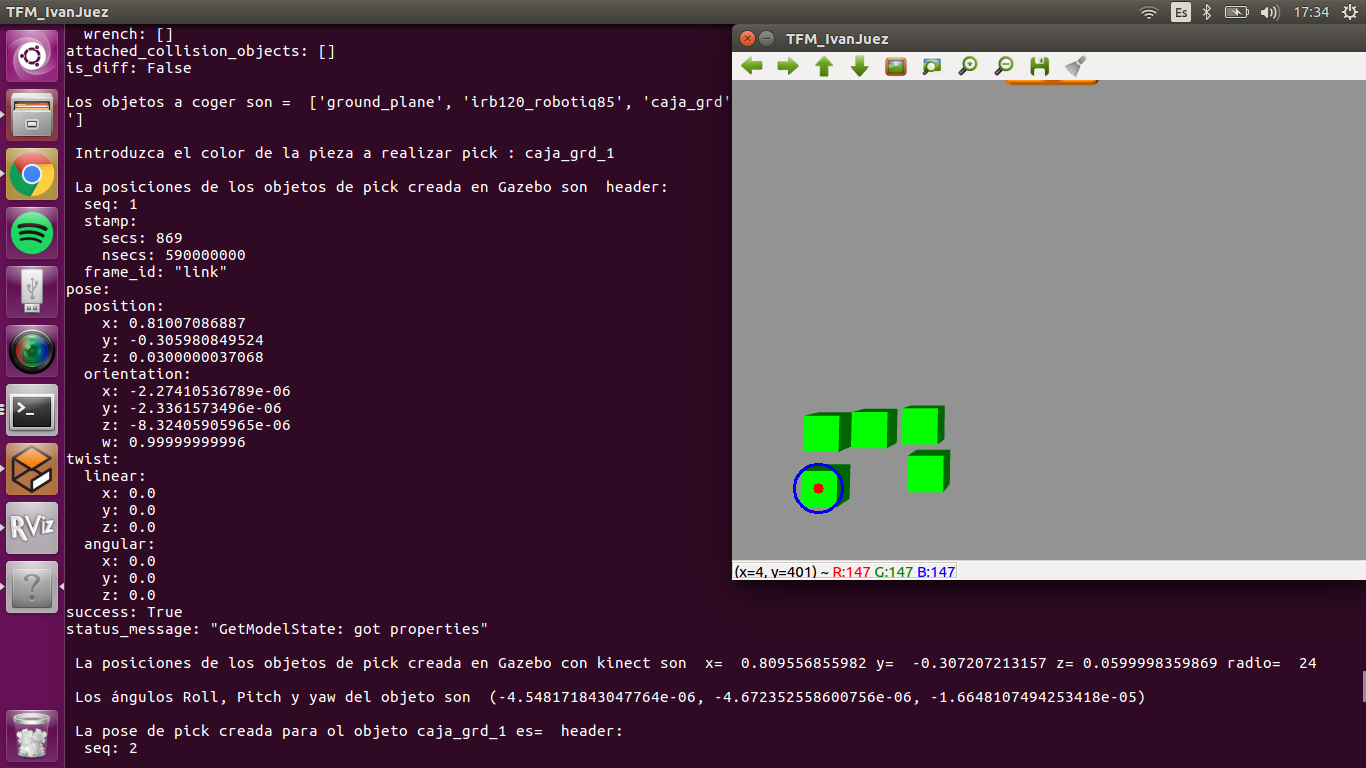 TFM_IvanJuez
Es
17:34
wrench: []
attached_collision_objects: []
is_diff: False
Los objetos a coger son =  ['ground_plane', 'irb120_robotiq85', 'caja_grd'
']
Introduzca el color de la pieza a realizar pick : caja_grd_1
La posiciones de los objetos de pick creada en Gazebo son  header:
seq: 1
stamp:
secs: 869
nsecs: 590000000
frame_id: "link"
pose:
position:
x: 0.81007086887
y: -0.305980849524
z: 0.0300000037068
orientation:
x: -2.27410536789e-06
y: -2.3361573496e-06
z: -8.32405905965e-06
w: 0.99999999996
twist:
linear:
x: 0.0
y: 0.0
z: 0.0
angular:
x: 0.0
y: 0.0
z: 0.0
success: True
status_message: "GetModelState: got properties"
La posiciones de los objetos de pick creada en Gazebo con kinect son  x=  0.809556855982 y=  -0.307207213157 z= 0.0599998359869 radio=  24
Los ángulos Roll, Pitch y yaw del objeto son  (-4.548171843047764e-06, -4.672352558600756e-06, -1.6648107494253418e-05)
La pose de pick creada para ol objeto caja_grd_1 es=  header:
seq: 2
TFM_IvanJuez
(x=4, y=401) ~ R:147 G:147 B:147
RViz